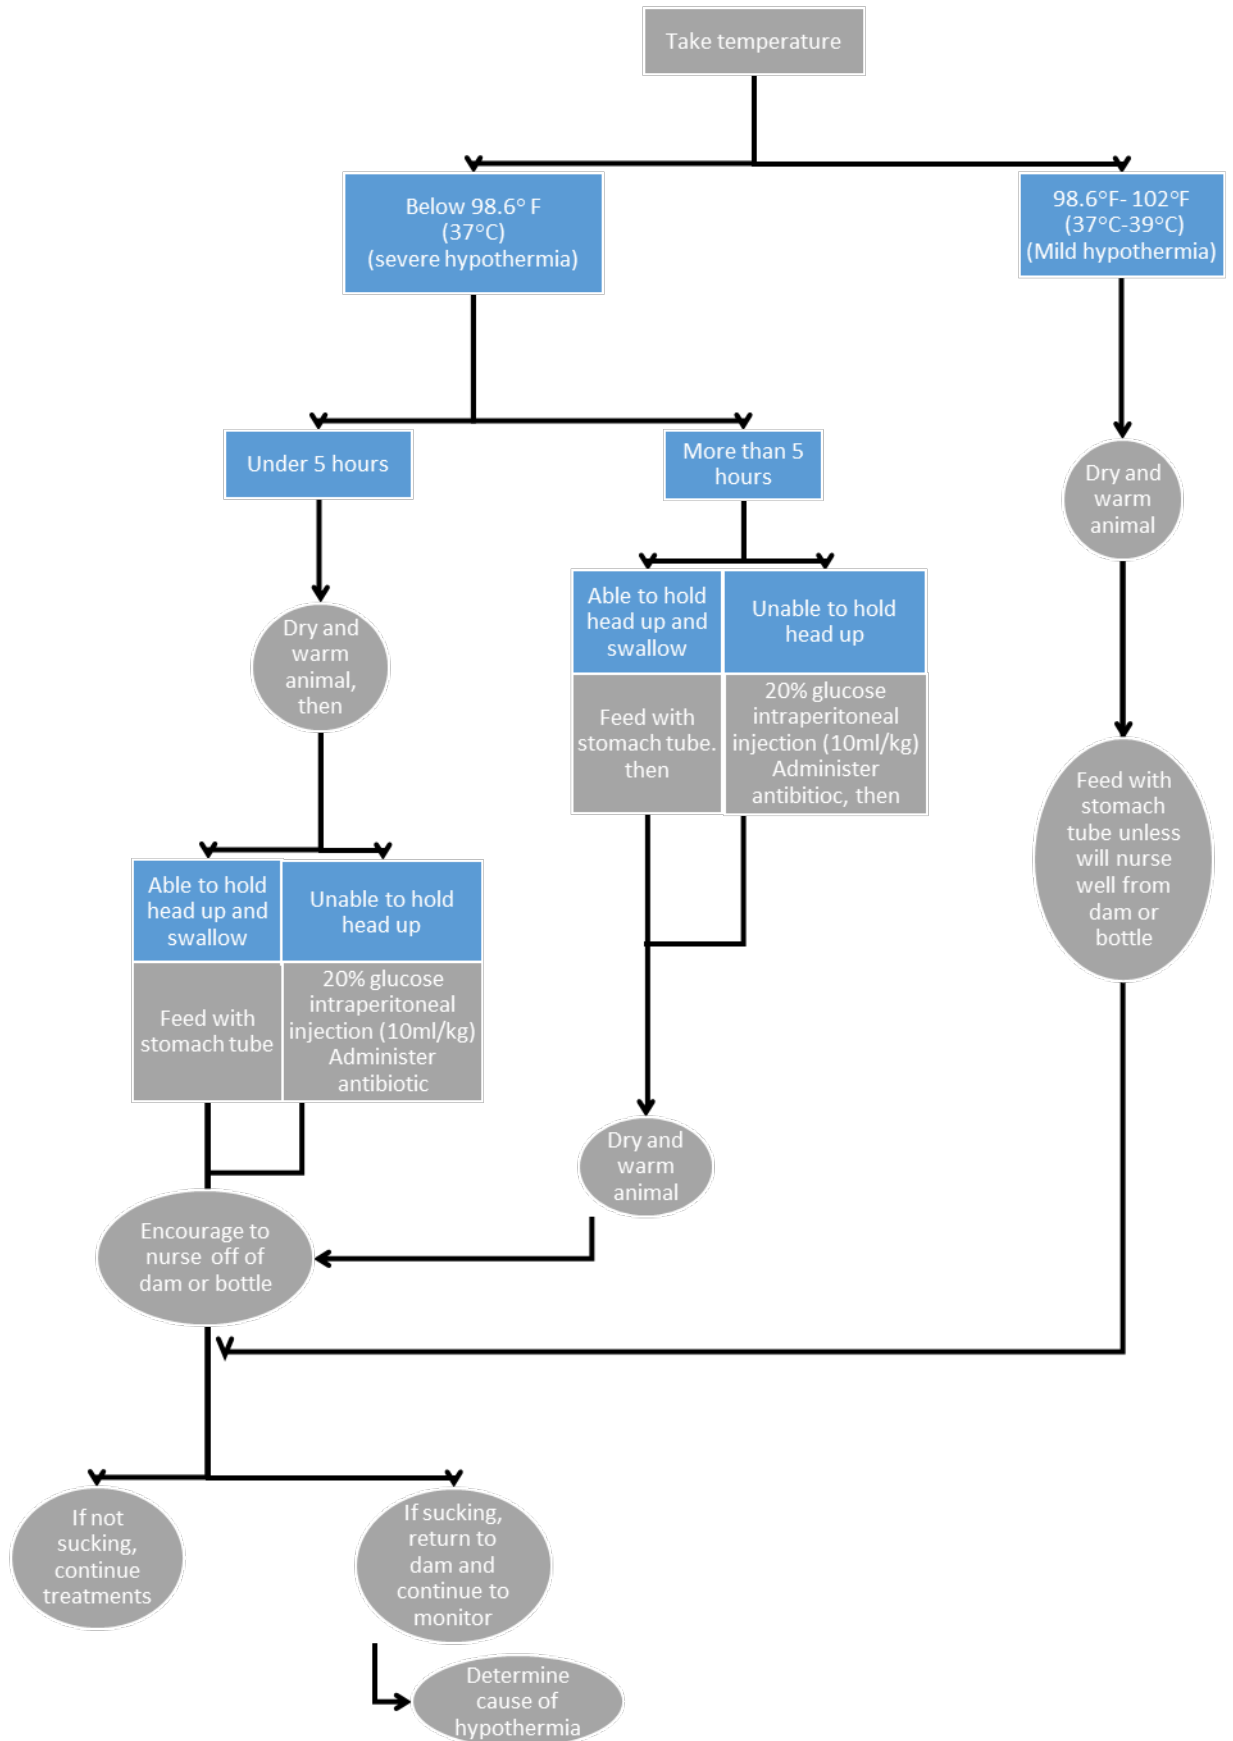 Take temperature
Below 98.6° F
(37°C)
(severe hypothermia)
98.6°F- 102°F
(37°C-39°C)
(Mild hypothermia)
Under 5 hours
More than 5
hours
Dry and
warm
animal
Able to hold
head up and
swallow
Unable to hold
head up
Dry and
warm
animal,
then
Feed with
stomach tube.
then
20% glucose
intraperitoneal
injection (10ml/kg)
Administer
antibitioc, then
Feed with
stomach
tube unless
will nurse
well from
dam or
bottle
Able to hold
head up and
swallow
Unable to hold
head up
Feed with
stomach tube
20% glucose
intraperitoneal
injection (10ml/kg)
Administer
antibiotic
Dry and
warm
animal
Encourage to
nurse off of
dam or bottle
If not
sucking,
continue
treatments
If sucking,
return to
dam and
continue to
monitor
Determine
cause of
hypothermia